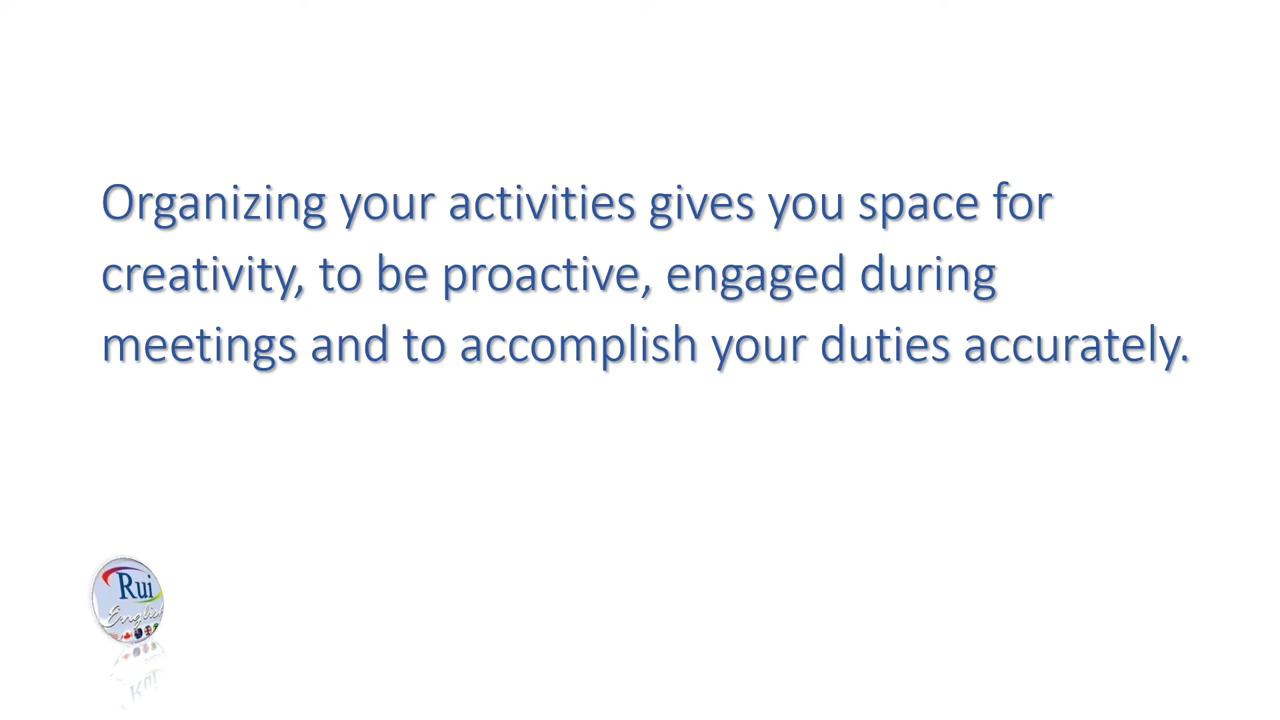 Organizing your activities gives you space for
creativity, to be proactive, engaged during
meetings and to accomplish your duties accurately.
Rui
English